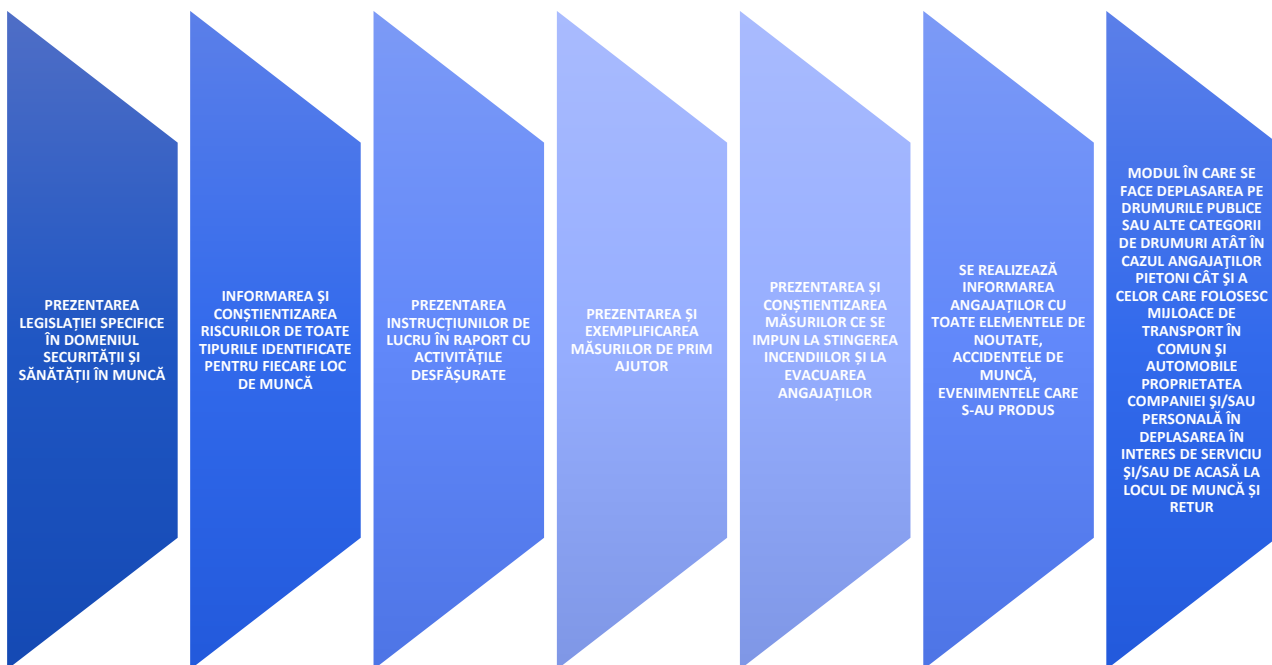 PREZENTAREA
LEGISLAȚIEI SPECIFICE
ÎN DOMENIUL
SECURITĂȚII ȘI
SĂNĂTĂȚII ÎN MUNCĂ
INFORMAREA ȘI
CONȘTIENTIZAREA
RISCURILOR DE TOATE
TIPURILE IDENTIFICATE
PENTRU FIECARE LOC
DE MUNCĂ
PREZENTAREA
INSTRUCȚIUNILOR DE
LUCRU ÎN RAPORT CU
ACTIVITĂȚILE
DESFĂȘURATE
PREZENTAREA ȘI
EXEMPLIFICAREA
MĂSURILOR DE PRIM
AJUTOR
PREZENTAREA ȘI
CONȘTIENTIZAREA
MĂSURILOR CE SE
IMPUN LA STINGEREA
INCENDIILOR ȘI LA
EVACUAREA
ANGAJAȚILOR
SE REALIZEAZĂ
INFORMAREA
ANGAJAȚILOR CU
TOATE ELEMENTELE DE
NOUTATE,
ACCIDENTELE DE
MUNCĂ,
EVENIMENTELE CARE
S-AU PRODUS
MODUL ÎN CARE SE
FACE DEPLASAREA PE
DRUMURILE PUBLICE
SAU ALTE CATEGORII
DE DRUMURI ATÂT ÎN
CAZUL ANGAJAŢILOR
PIETONI CÂT ŞI A
CELOR CARE FOLOSESC
MIJLOACE DE
TRANSPORT ÎN
COMUN ŞI
AUTOMOBILE
PROPRIETATEA
COMPANIEI ŞI/SAU
PERSONALĂ ÎN
DEPLASAREA ÎN
INTERES DE SERVICIU
ŞI/SAU DE ACASĂ LA
LOCUL DE MUNCĂ ȘI
RETUR